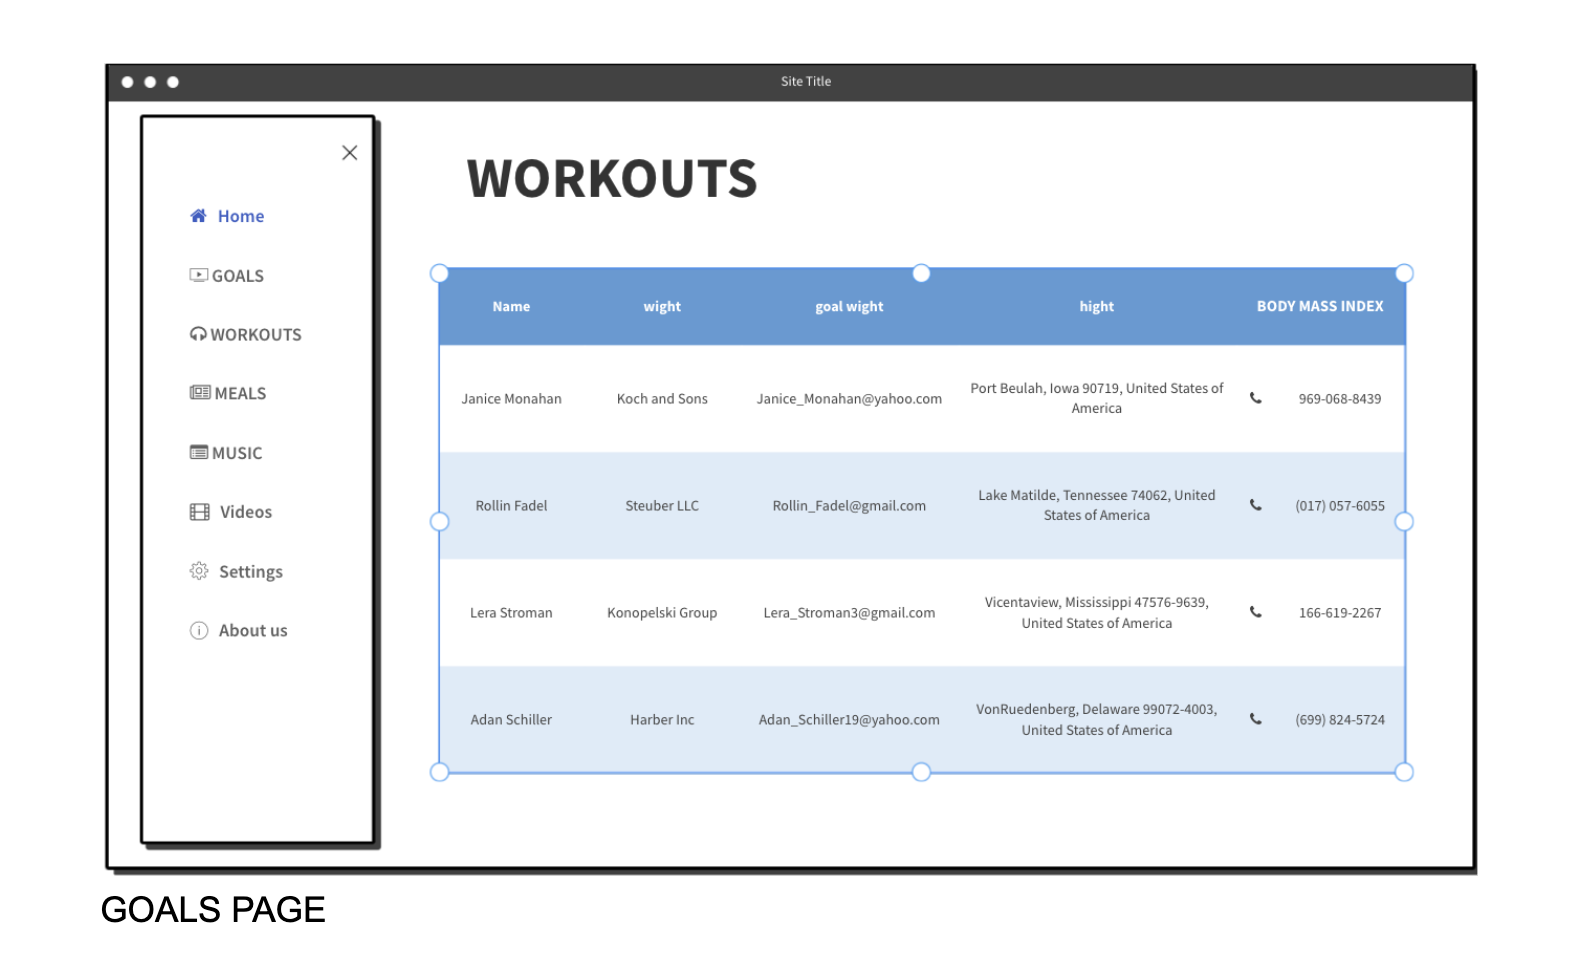 Site Title
Home
GOALS
WORKOUTS
MEALS
MUSIC
Videos
Settings
About us
WORKOUTS
Name wight goal wight hight BODY MASS INDEX
Janice Monahan Koch and Sons Janice_Monahan@yahoo.com Port Beulah, Iowa 90719, United States of
America 969-068-8439
Rollin Fadel Steuber LLC Rollin_Fadel@gmail.com Lake Matilde, Tennessee 74062, United
States of America (017) 057-6055
Lera Stroman Konopelski Group Lera_Stroman3@gmail.com Vicentaview, Mississippi 47576-9639,
United States of America 166-619-2267
Adan Schiller Harber Inc Adan_Schiller19@yahoo.com VonRuedenberg, Delaware 99072-4003,
United States of America (699) 824-5724
GOALS PAGE